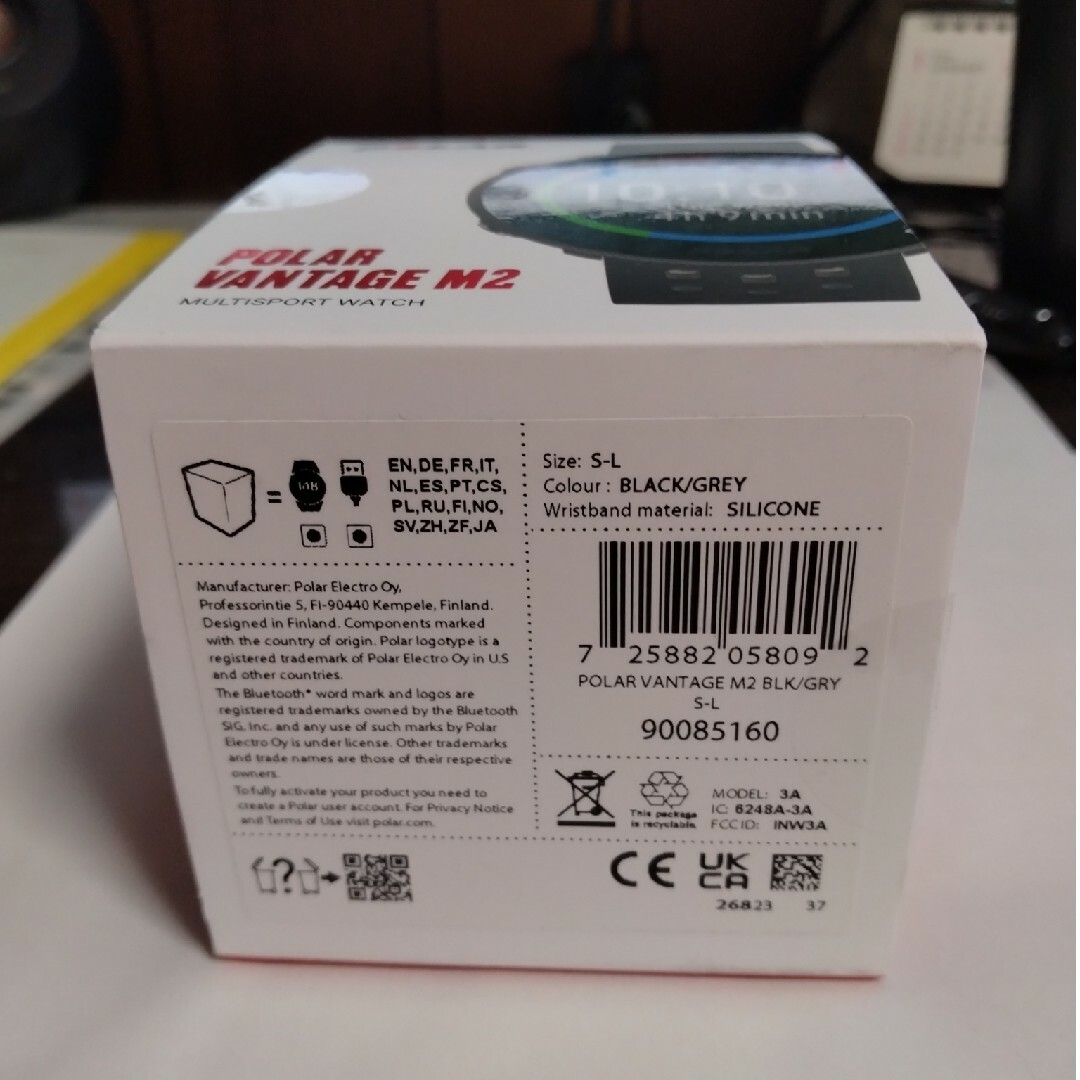 10:10
4h 9min
POLAR
VANTAGE M2
MULTISPORT WATCH
EN,DE,FR,IT,
NL,ES,PT,CS,
PL,RU,FI,NO,
SV,ZH,ZF,JA
Size: S-L
Colour : BLACK/GREY
Wristband material: SILICONE
Manufacturer: Polar Electro Oy,
Professorintie 5, FI-90440 Kempele, Finland.
Designed in Finland. Components marked
with the country of origin. Polar logotype is a
registered trademark of Polar Electro Oy in U.S
and other countries.
The Bluetooth® word mark and logos are
registered trademarks owned by the Bluetooth
SIG, Inc. and any use of such marks by Polar
Electro Oy is under license. Other trademarks
and trade names are those of their respective
owners.
To fully activate your product you need to
create a Polar user account. For Privacy Notice
and Terms of Use visit polar.com.
7 25882 05809 2
POLAR VANTAGE M2 BLK/GRY
S-L
90085160
This package
is recyclable.
MODEL: 3A
IC: 6248A-3A
FCC ID: INW3A
?
CE
UK
CA
26823 37